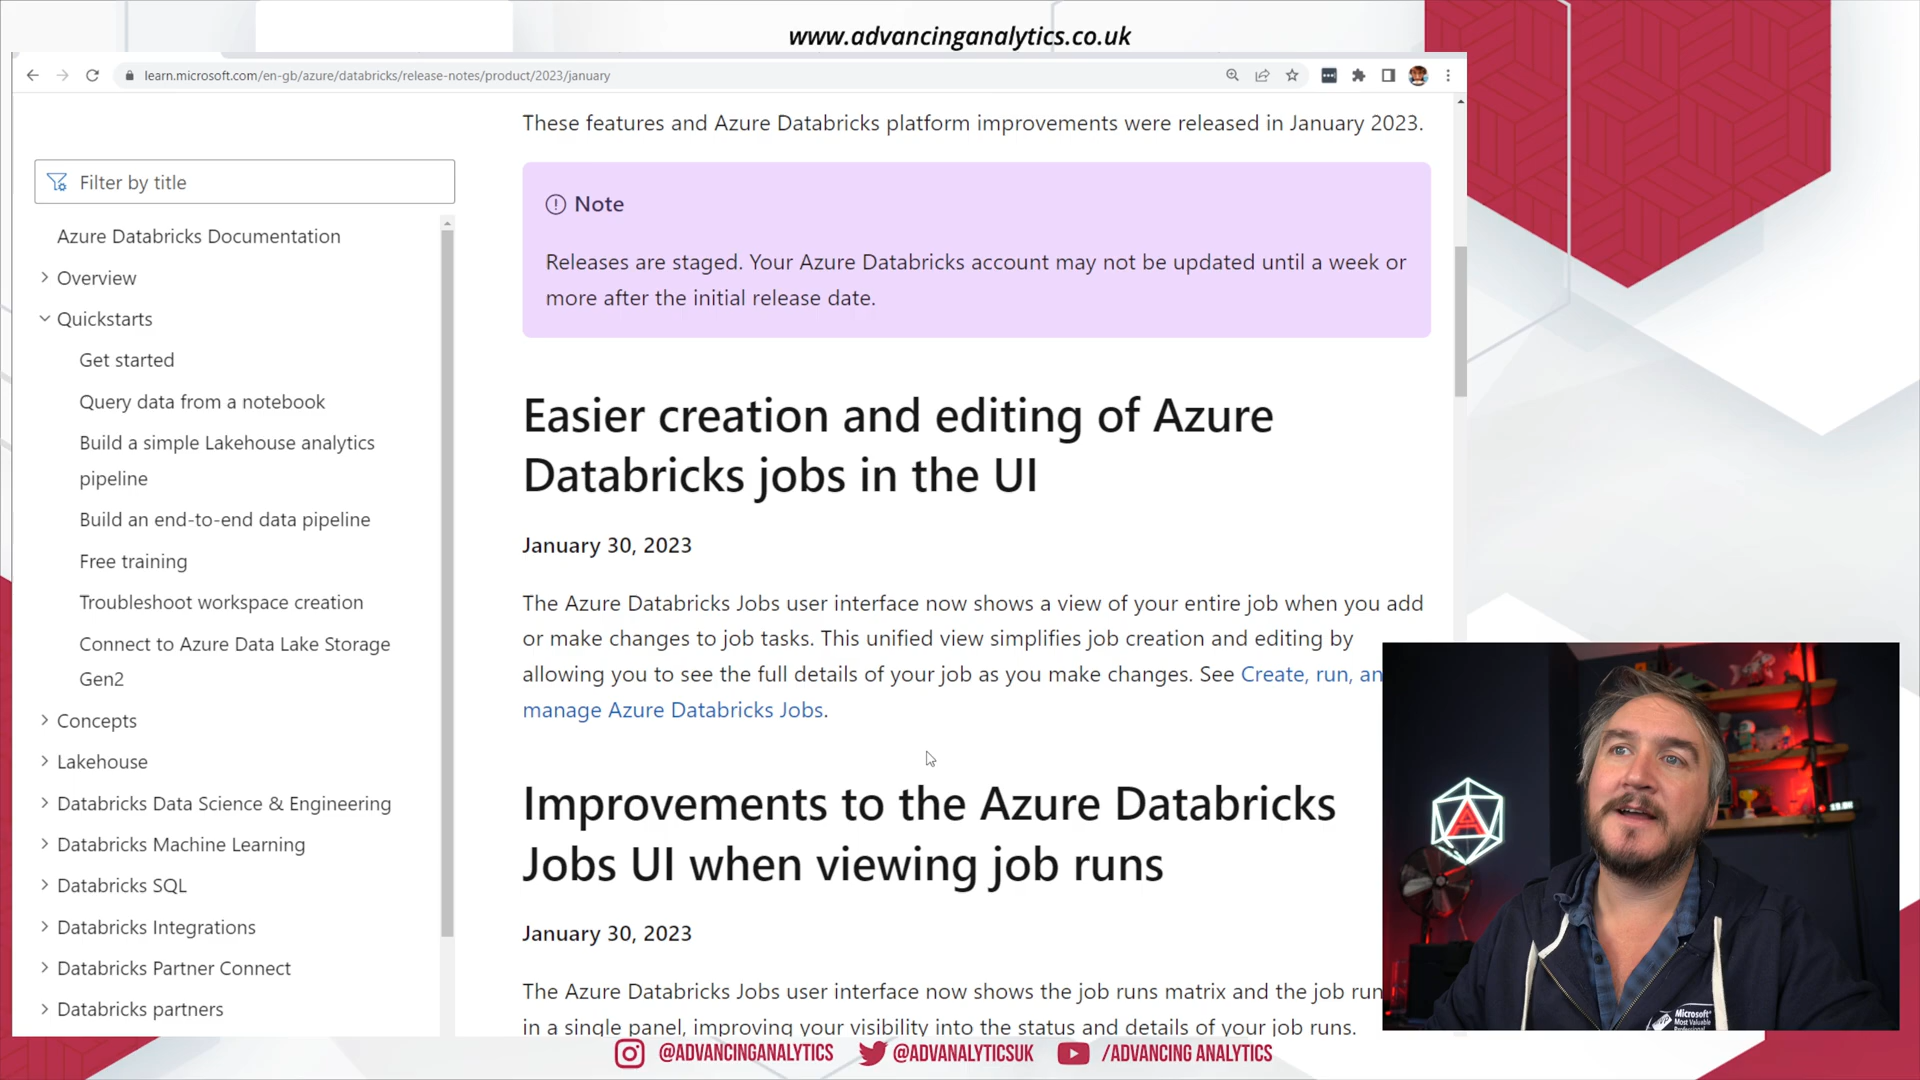 www.advancinganalytics.co.uk
learn.microsoft.com/en-gb/azure/databricks/release-notes/product/2023/january
Filter by title
Azure Databricks Documentation
Overview
Quickstarts
Get started
Query data from a notebook
Build a simple Lakehouse analytics
pipeline
Build an end-to-end data pipeline
Free training
Troubleshoot workspace creation
Connect to Azure Data Lake Storage
Gen2
Concepts
Lakehouse
Databricks Data Science & Engineering
Databricks Machine Learning
Databricks SQL
Databricks Integrations
Databricks Partner Connect
Databricks partners
These features and Azure Databricks platform improvements were released in January 2023.
Note
Releases are staged. Your Azure Databricks account may not be updated until a week or
more after the initial release date.
Easier creation and editing of Azure
Databricks jobs in the UI
January 30, 2023
The Azure Databricks Jobs user interface now shows a view of your entire job when you add
or make changes to job tasks. This unified view simplifies job creation and editing by
allowing you to see the full details of your job as you make changes. See Create, run, an
manage Azure Databricks Jobs.
Improvements to the Azure Databricks
Jobs UI when viewing job runs
January 30, 2023
The Azure Databricks Jobs user interface now shows the job runs matrix and the job run
in a single panel, improving your visibility into the status and details of your job runs.
Microsoft
Most Valuable
Professional
@ADVANCINGANALYTICS
@ADVANALYTICSUK
/ADVANCING ANALYTICS